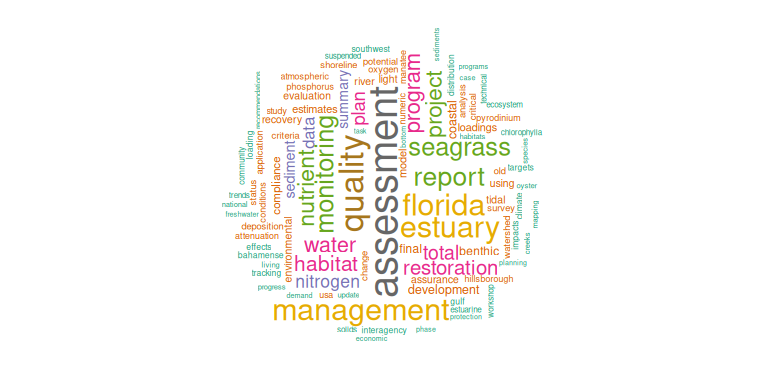 southwest
suspended
potential
shoreline
oxygen
atmospheric
phosphorus
evaluation
river
light
manatee
sediments
programs
case
technical
distribution
ecosystem
recommendations
study
estimates
recovery
summary
plan
program
project
numeric
coastal
analysis
critical
pyrodinium
loadings
chlorophylla
habitats
task
bottom
criteria
data
monitoring
quality
assessment
model
seagrass
species
loading
community
application
compliance
sediment
nutrient
report
old
targets
using
oyster
trends
national
status
conditions
freshwater
florida
tidal
survey
climate
mapping
deposition
attenuation
estuary
watershed
impacts
creeks
effects
bahamense
environmental
water
change
final
total
benthic
living
tracking
habitat
restoration
planning
progress
nitrogen
assurance
hillsborough
development
workshop
demand
usa
update
management
gulf
estuarine
protection
solids
interagency
phase
economic